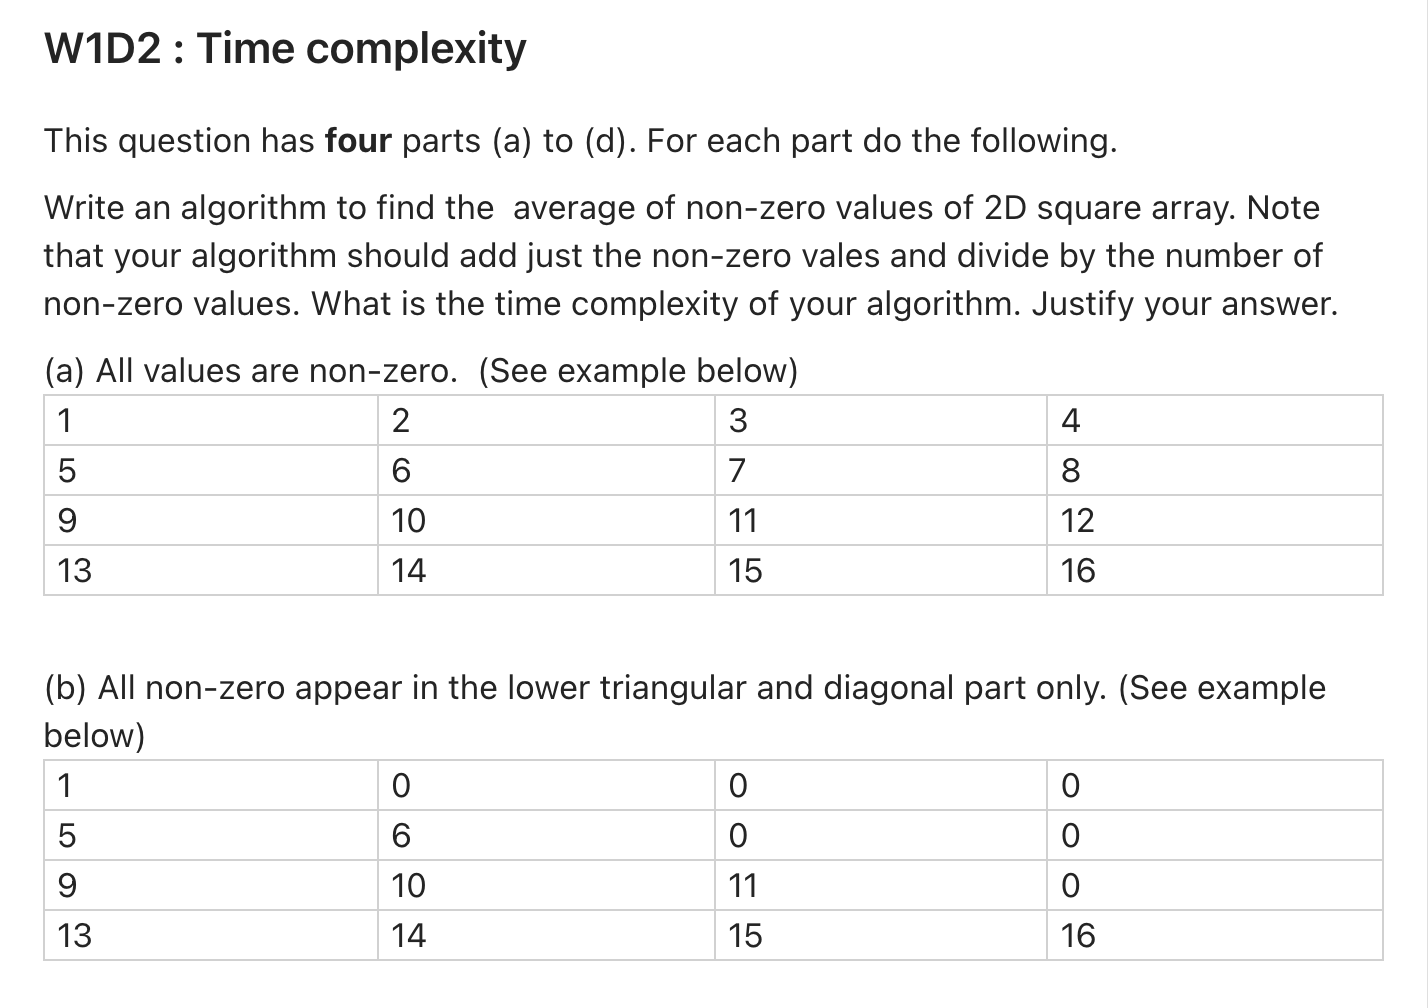 W1D2 : Time complexity
This question has four parts (a) to (d). For each part do the following.
Write an algorithm to find the  average of non-zero values of 2D square array. Note
that your algorithm should add just the non-zero vales and divide by the number of
non-zero values. What is the time complexity of your algorithm. Justify your answer.
(a) All values are non-zero.  (See example below)
1 2 3 4
5 6 7 8
9 10 11 12
13 14 15 16
(b) All non-zero appear in the lower triangular and diagonal part only. (See example
below)
1 0 0 0
5 6 0 0
9 10 11 0
13 14 15 16